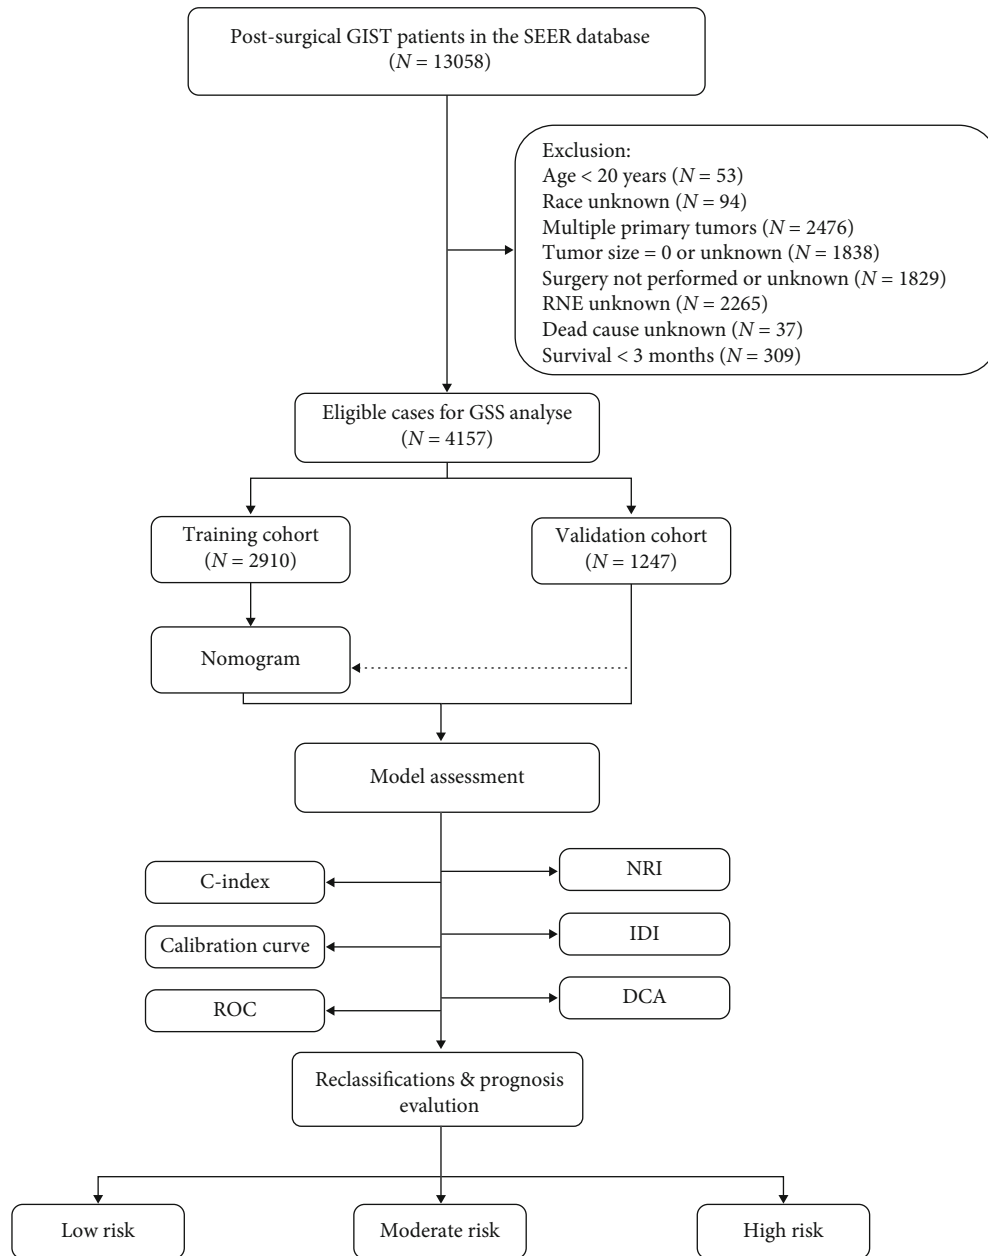 Post-surgical GIST patients in the SEER database
(N = 13058)
Exclusion:
Age < 20 years (N = 53)
Race unknown (N = 94)
Multiple primary tumors (N = 2476)
Tumor size = 0 or unknown (N = 1838)
Surgery not performed or unknown (N = 1829)
RNE unknown (N = 2265)
Dead cause unknown (N = 37)
Survival < 3 months (N = 309)
Eligible cases for GSS analyse
(N = 4157)
Training cohort
(N = 2910)
Validation cohort
(N = 1247)
Nomogram
Model assessment
C-index
NRI
Calibration curve
IDI
ROC
DCA
Reclassifications & prognosis
evalution
Low risk
Moderate risk
High risk